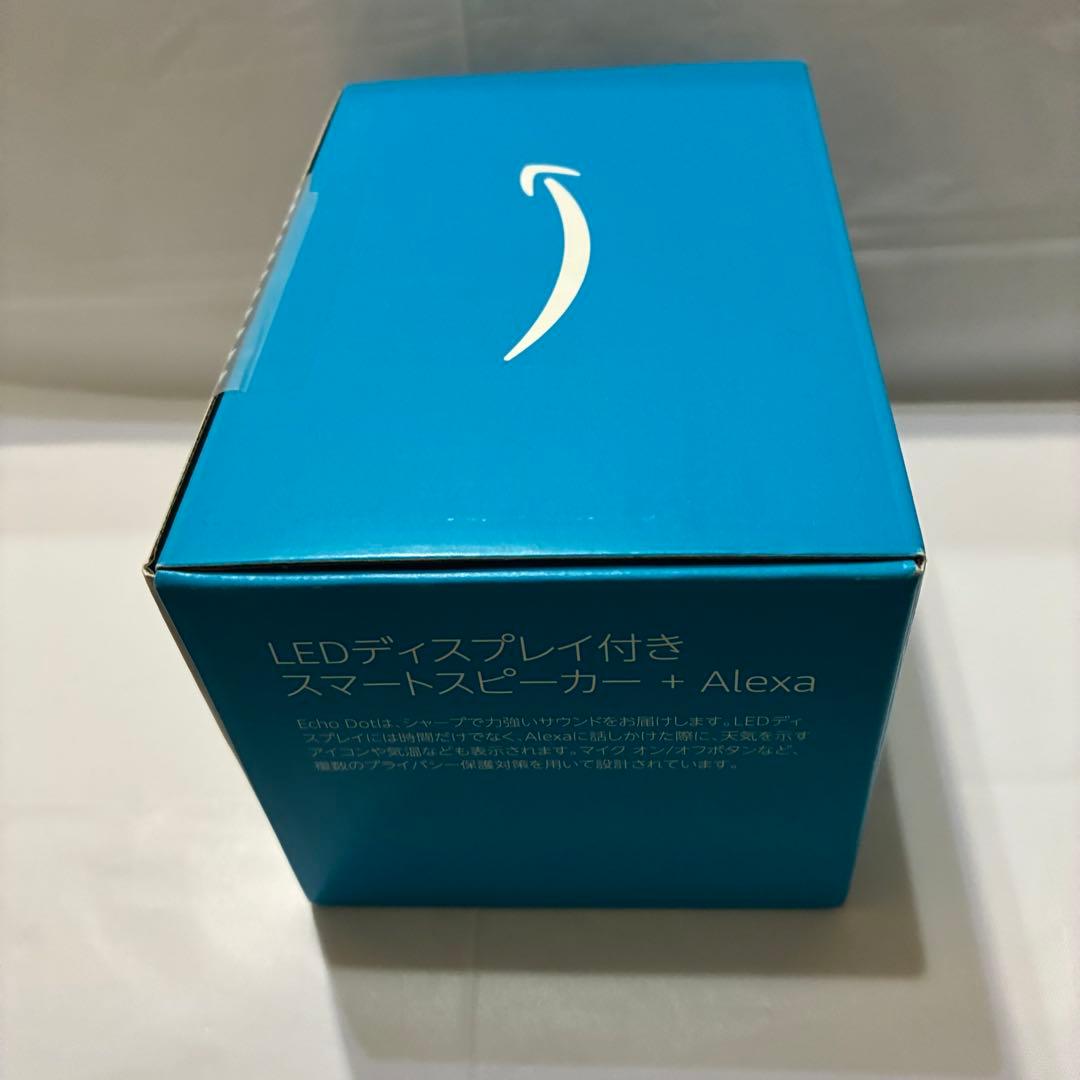 LEDディスプレイ付き
スマートスピーカー + Alexa
Echo Dotは、シャープで力強いサウンドをお届けします。LEDディ
スプレイには時間だけでなく、Alexaに話しかけた際に、天気を示す
アイコンや気温なども表示されます。マイク オン/オフボタンなど、
複数のプライバシー保護対策を用いて設計されています。